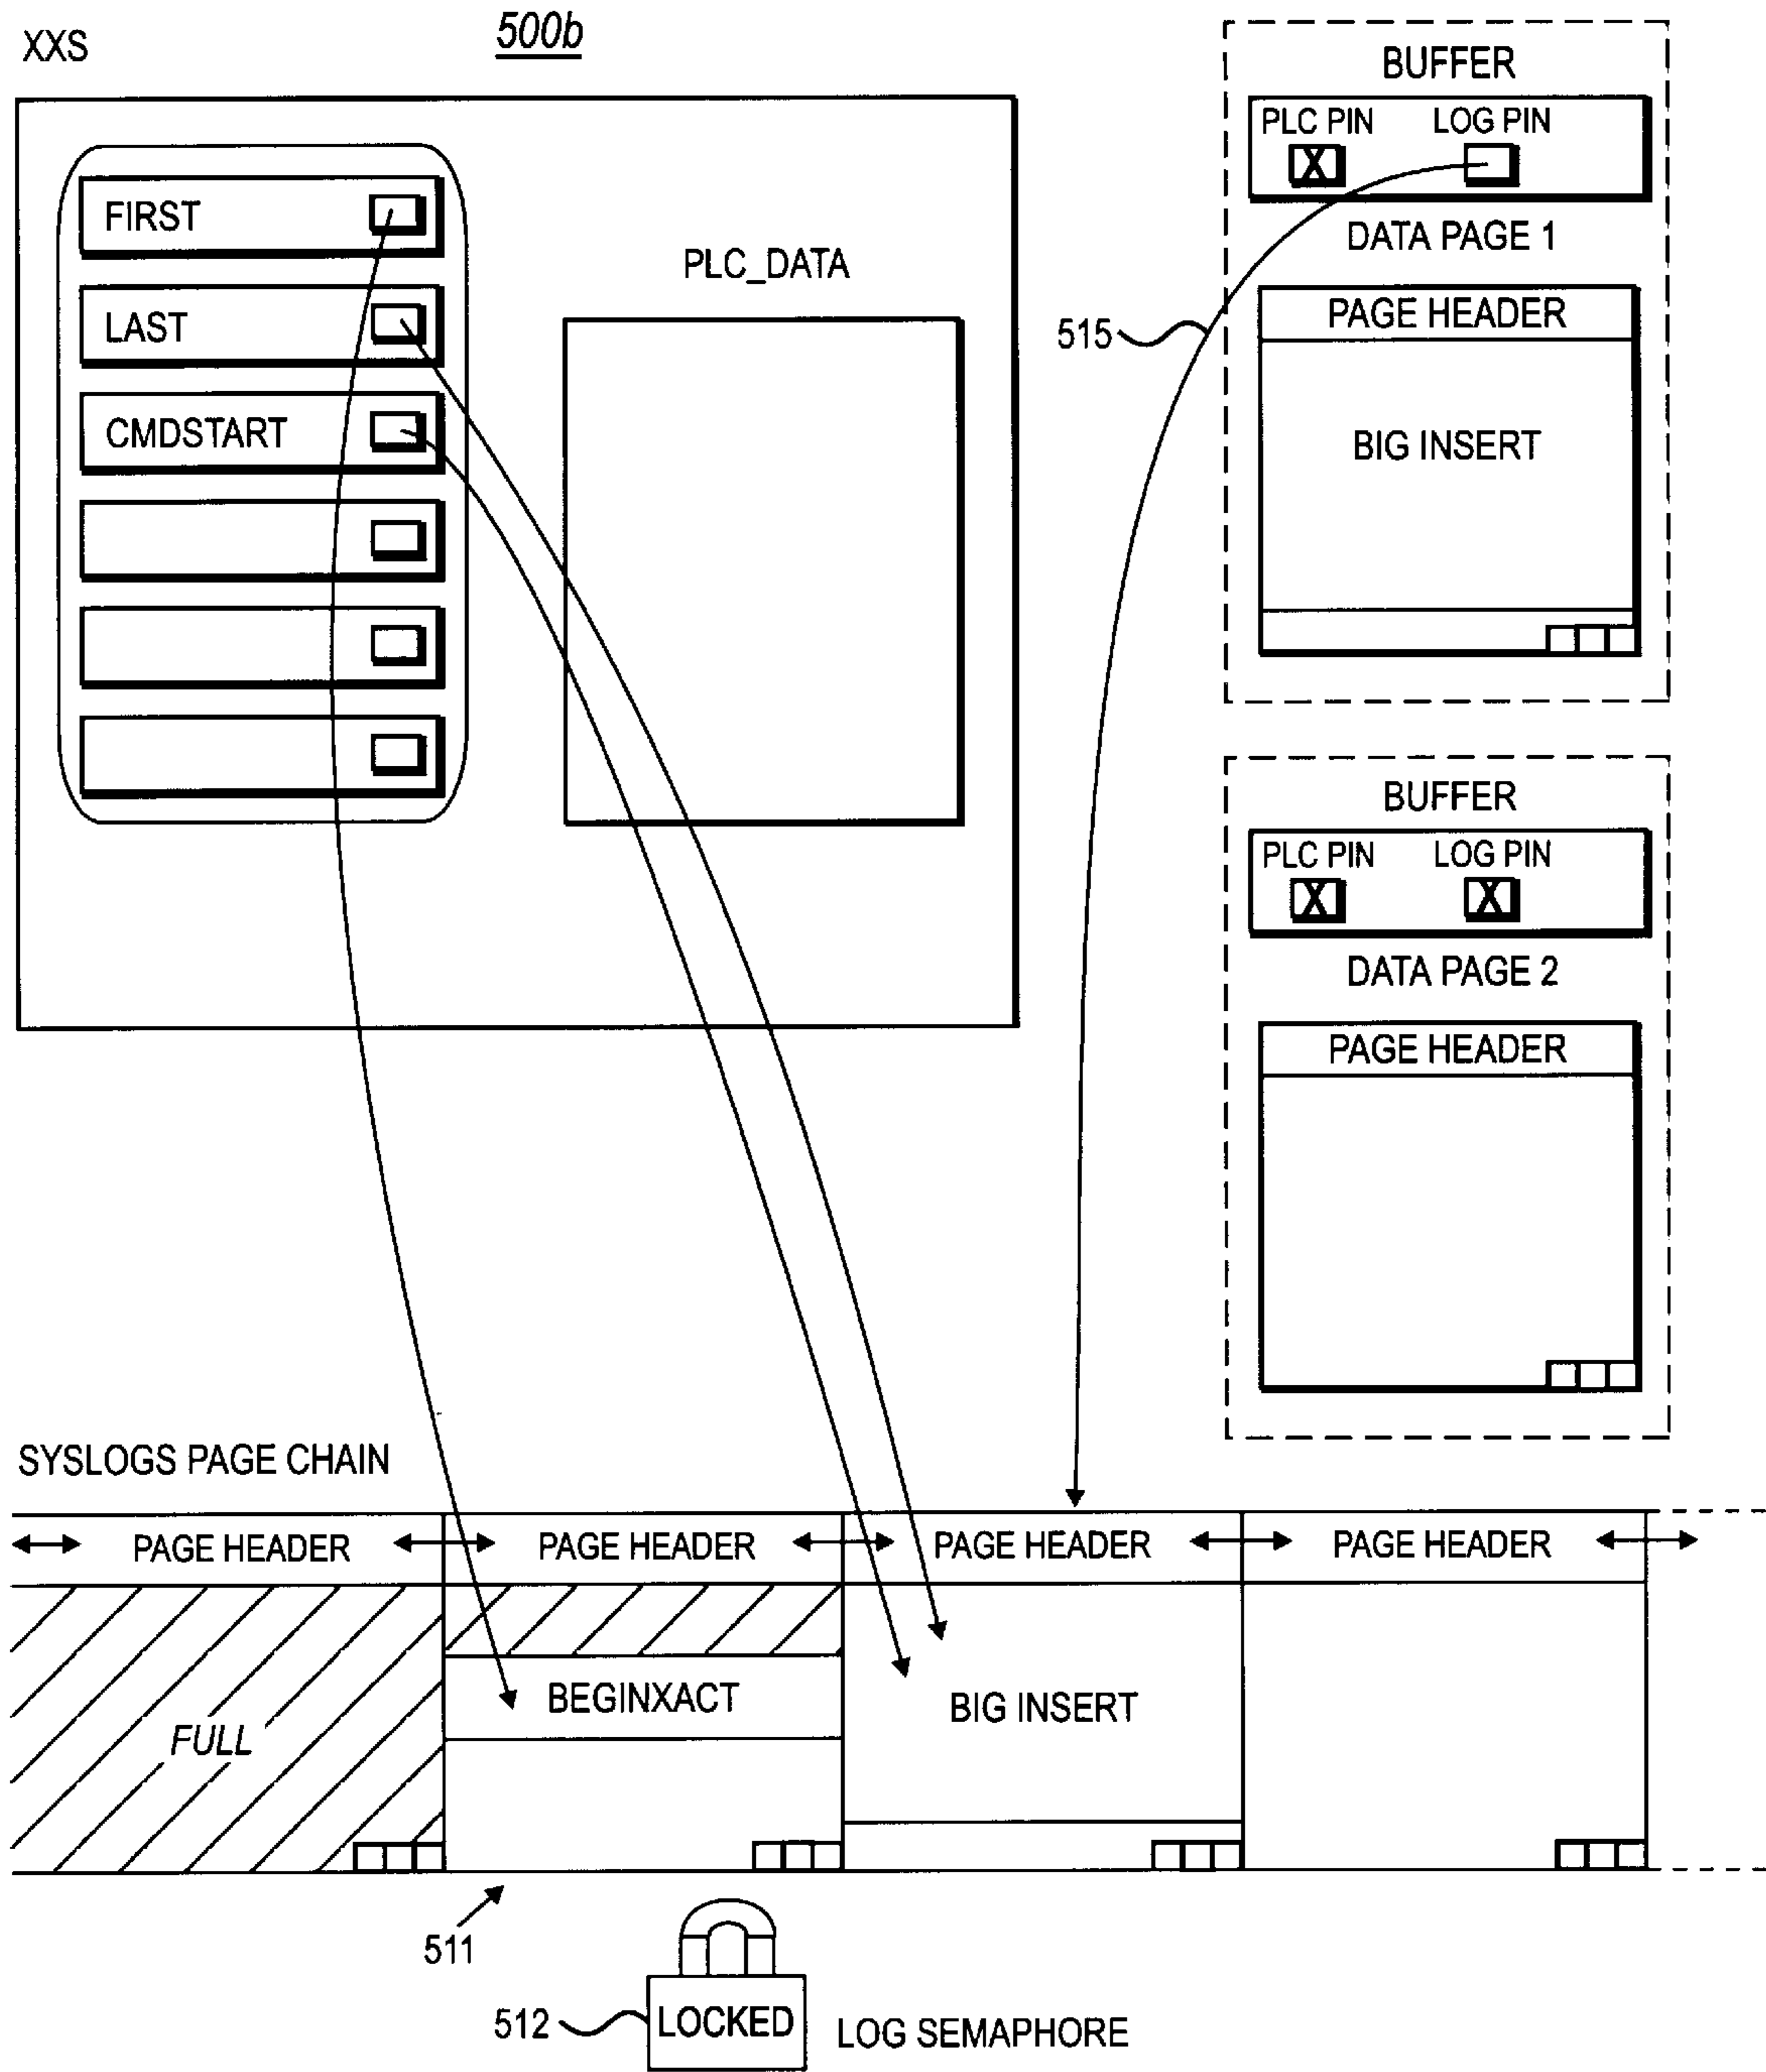 XXS
500b
FIRST
LAST
CMDSTART
PLC_DATA
BUFFER
PLC PIN LOG PIN
X
DATA PAGE 1
PAGE HEADER
BIG INSERT
515
BUFFER
PLC PIN LOG PIN
X X
DATA PAGE 2
PAGE HEADER
SYSLOGS PAGE CHAIN
PAGE HEADER PAGE HEADER PAGE HEADER PAGE HEADER
FULL
BEGINXACT
BIG INSERT
511
512
LOCKED
LOG SEMAPHORE